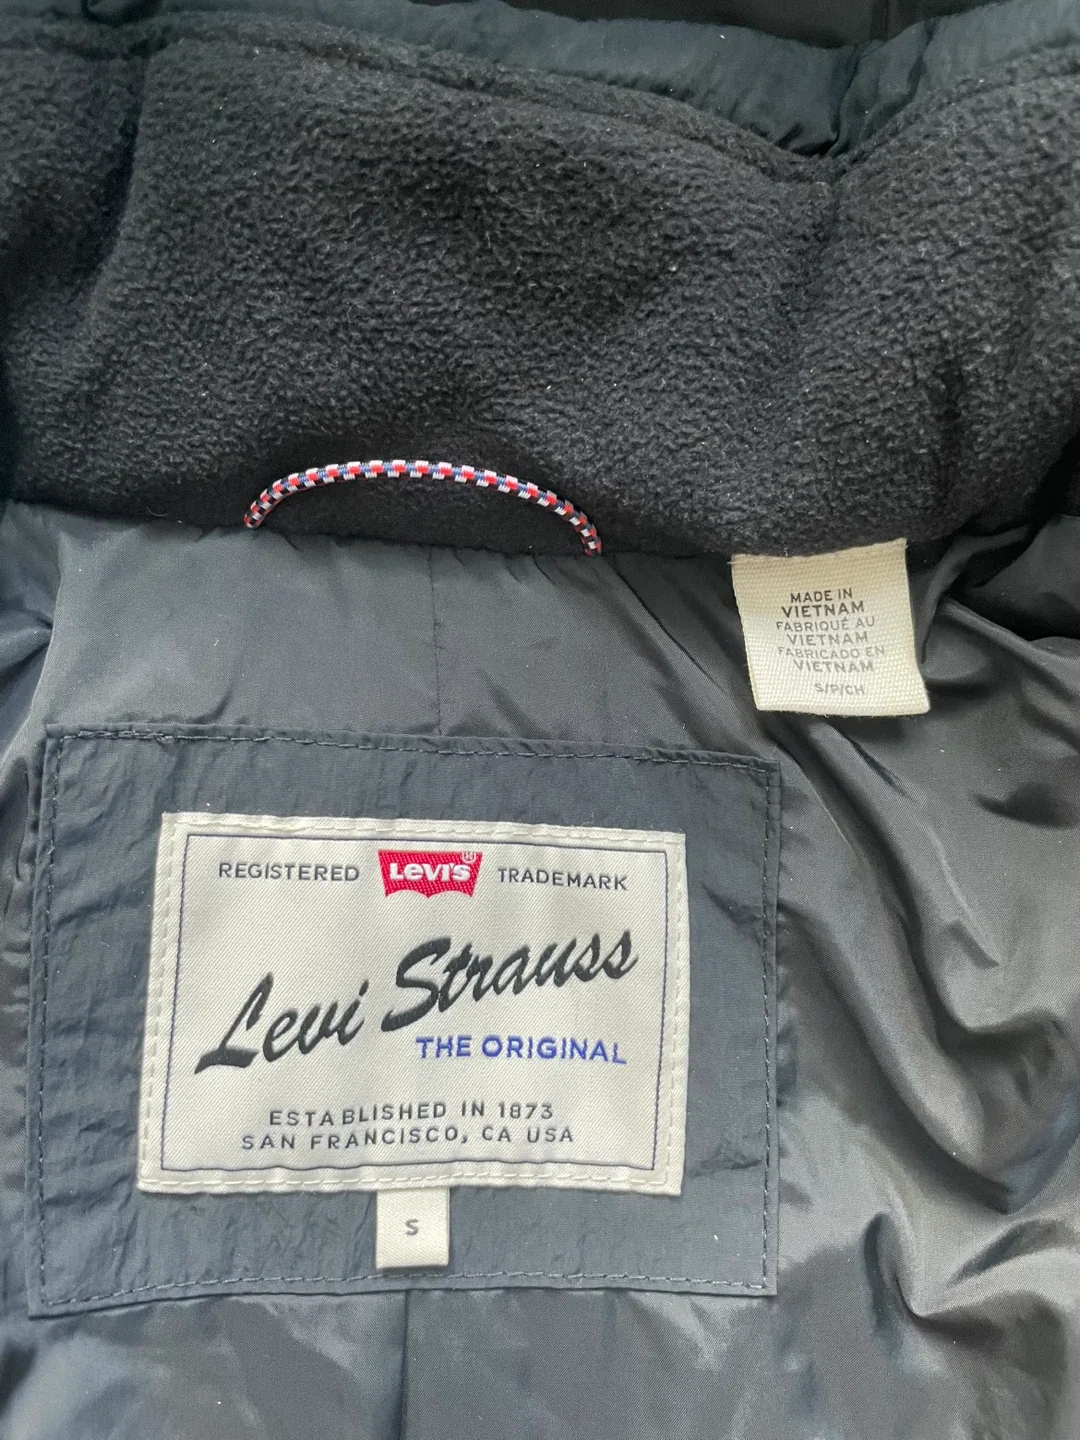 MADE IN
VIETNAM
FABRIQUÉ AU
VIETNAM
FABRICADO EN
VIETNAM
S/P/CH
REGISTERED LEVI'S ® TRADEMARK
Levi Strauss
THE ORIGINAL
ESTABLISHED IN 1873
SAN FRANCISCO, CA USA
S